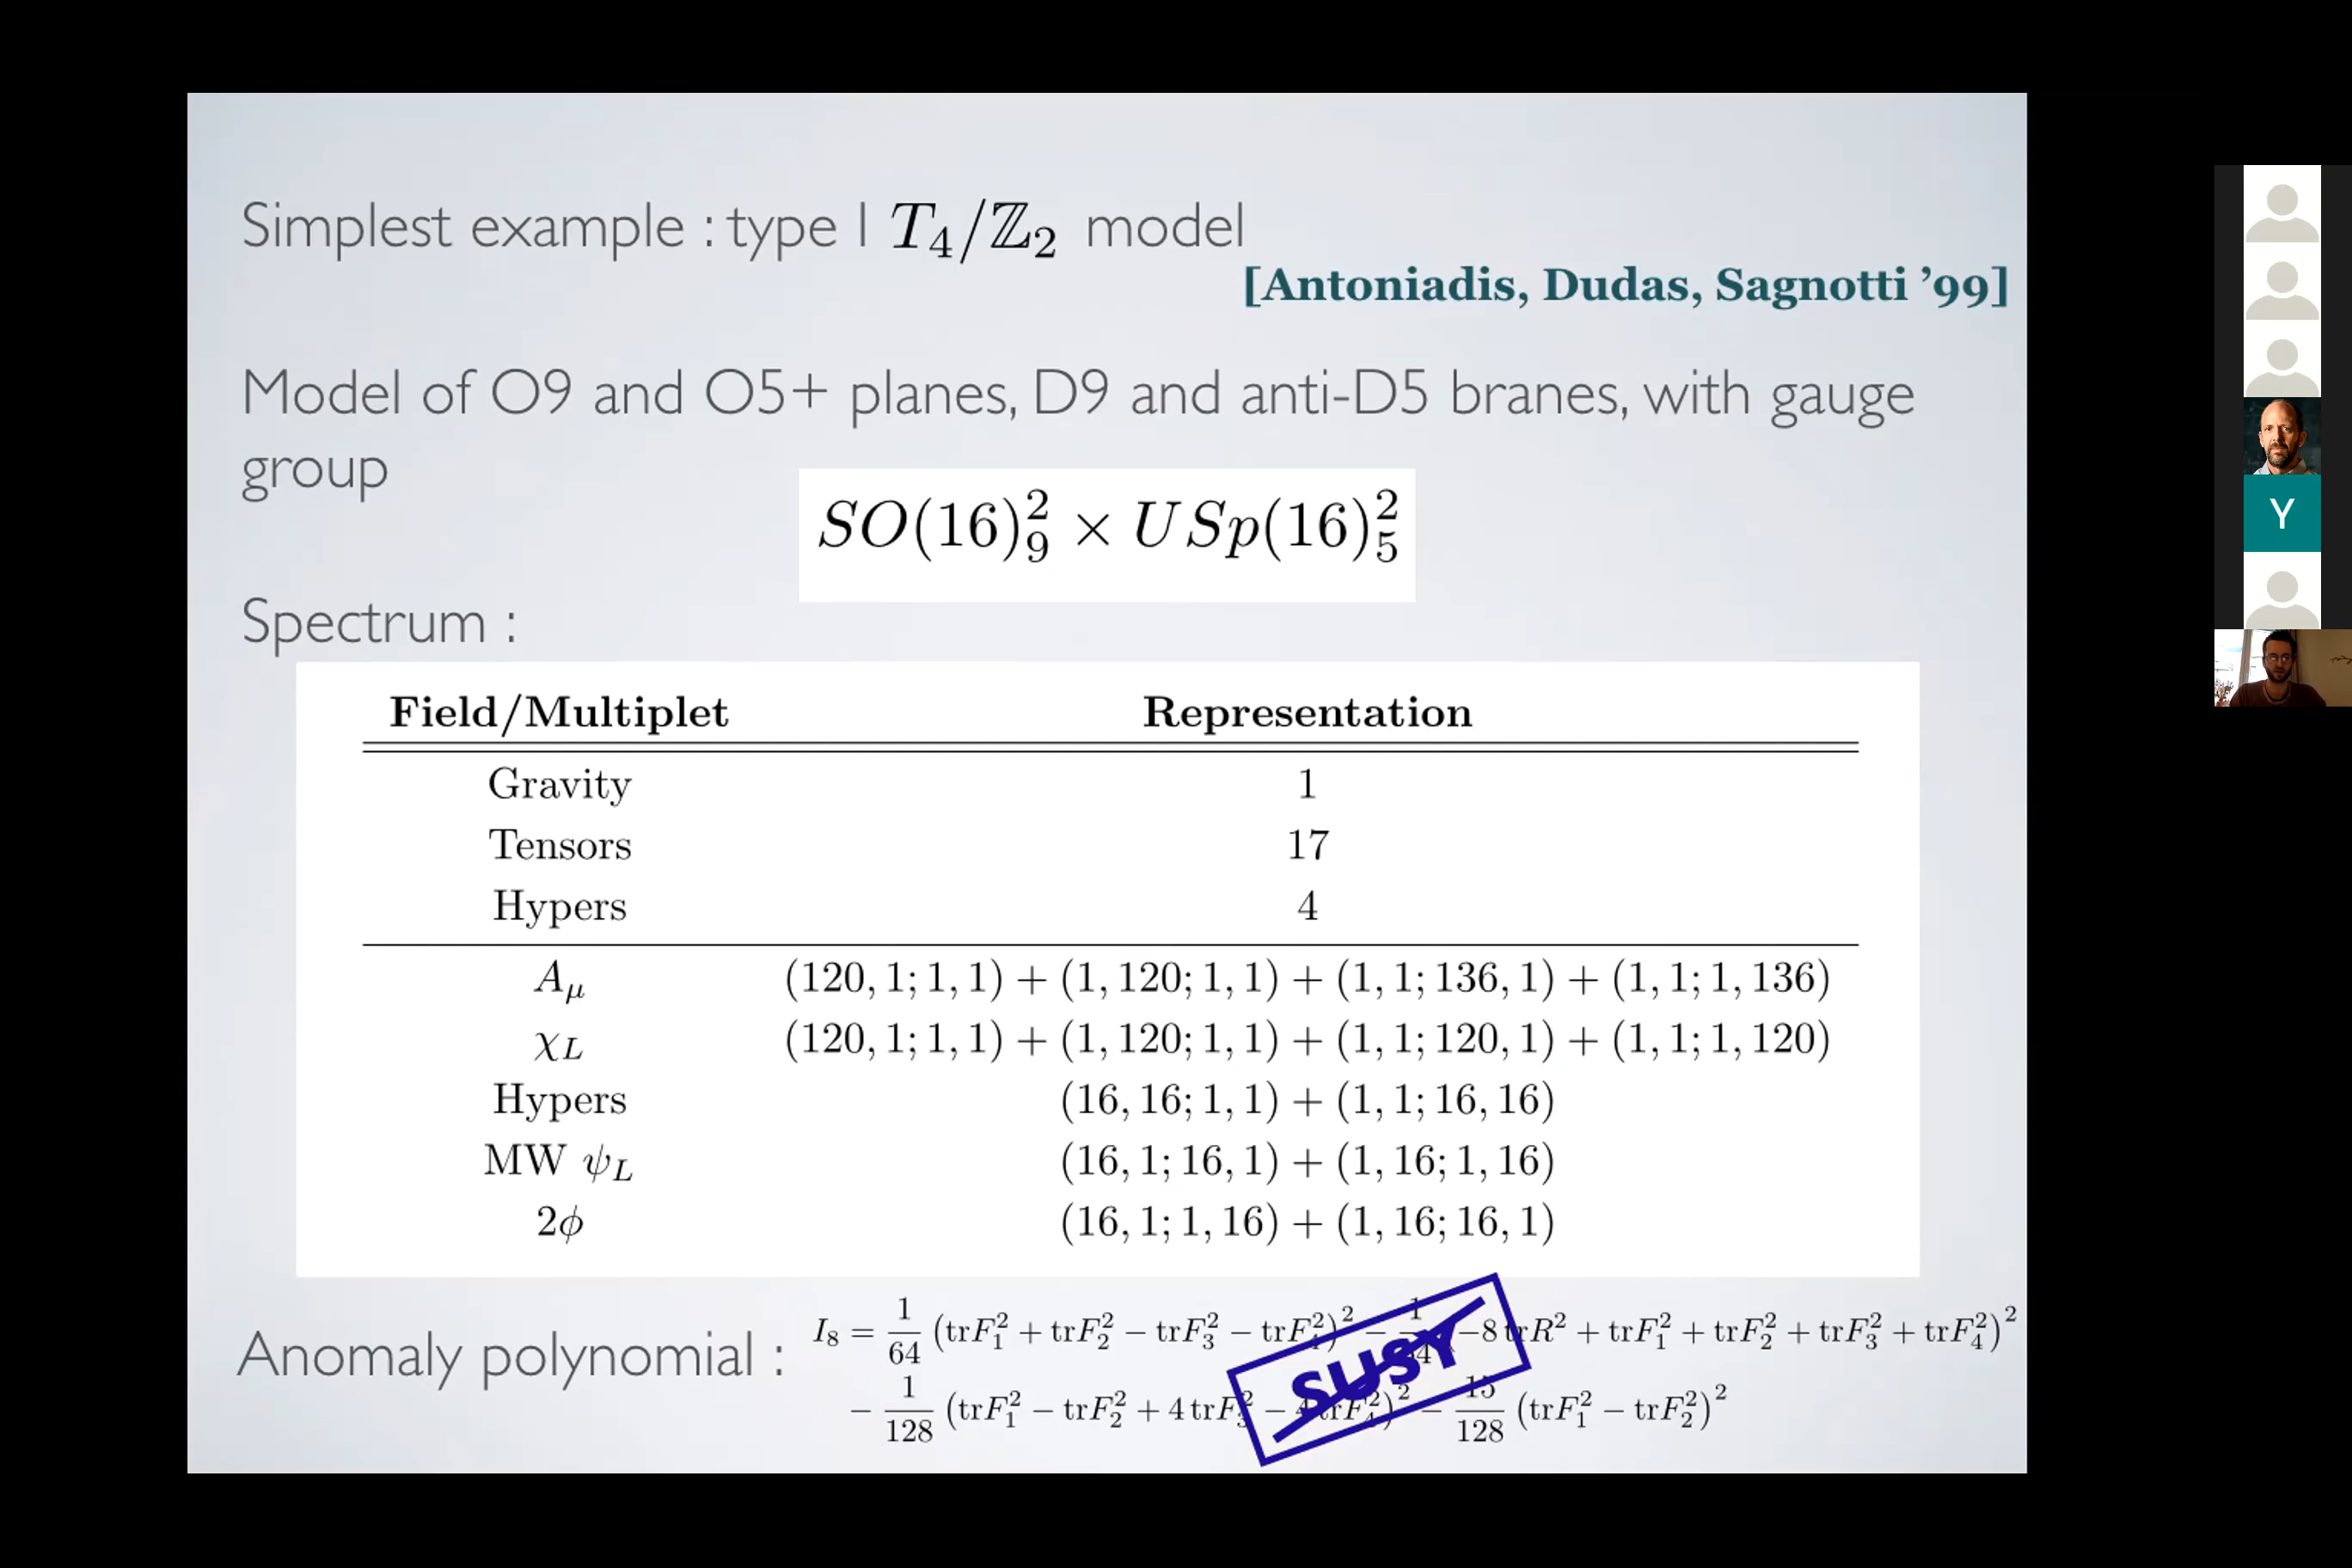 Simplest example : type I T₄/ℤ₂ model
[Antoniadis, Dudas, Sagnotti ’99]
Model of O9 and O5+ planes, D9 and anti-D5 branes, with gauge
group
SO(16)²₉ × USp(16)²₅
Spectrum :
Field/Multiplet Representation
Gravity 1
Tensors 17
Hypers 4
A_μ (120, 1; 1, 1) + (1, 120; 1, 1) + (1, 1; 136, 1) + (1, 1; 1, 136)
χ_L (120, 1; 1, 1) + (1, 120; 1, 1) + (1, 1; 120, 1) + (1, 1; 1, 120)
Hypers (16, 16; 1, 1) + (1, 1; 16, 16)
MW ψ_L (16, 1; 16, 1) + (1, 16; 1, 16)
2ϕ (16, 1; 1, 16) + (1, 16; 16, 1)
Anomaly polynomial : I₈ = 1/64 (trF₁² + trF₂² − trF₃² − trF₄²)² − −8 trR² + trF₁² + trF₂² + trF₃² + trF₄²)²
− 1/128 (trF₁² − trF₂² + 4 trF₃² − 4 trF₄²)² − 15/128 (trF₁² − trF₂²)²
SUSY
Y